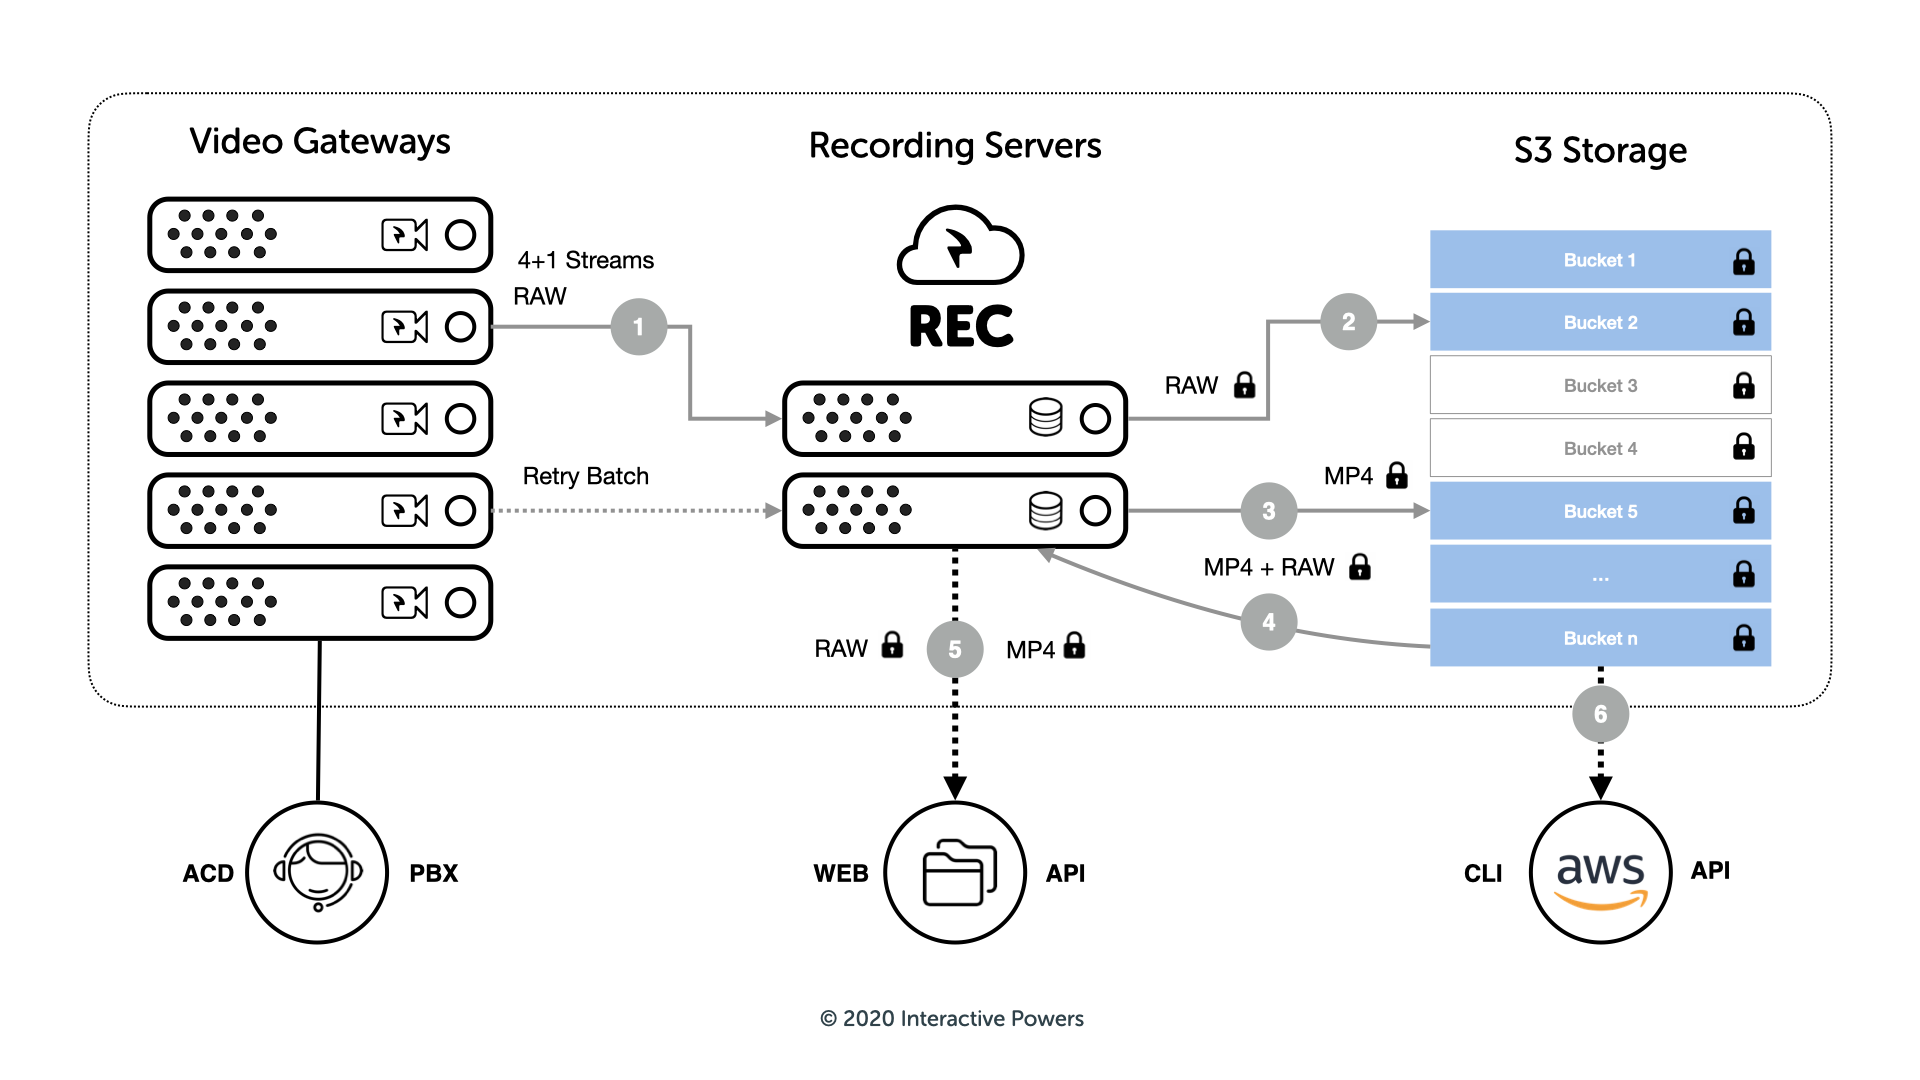 Video Gateways
Recording Servers
S3 Storage
4+1 Streams
RAW
1
Retry Batch
REC
RAW
2
MP4
3
MP4 + RAW
4
Bucket 1
Bucket 2
Bucket 3
Bucket 4
Bucket 5
...
Bucket n
RAW
5
MP4
6
ACD
PBX
WEB
API
CLI
aws
API
© 2020 Interactive Powers